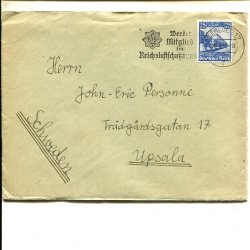 Werdet
Mitglied
im
Reichsluftschutzbund
Herrn
John-Eric Personne
Trädgårdsgatan 17
Upsala
Schweden